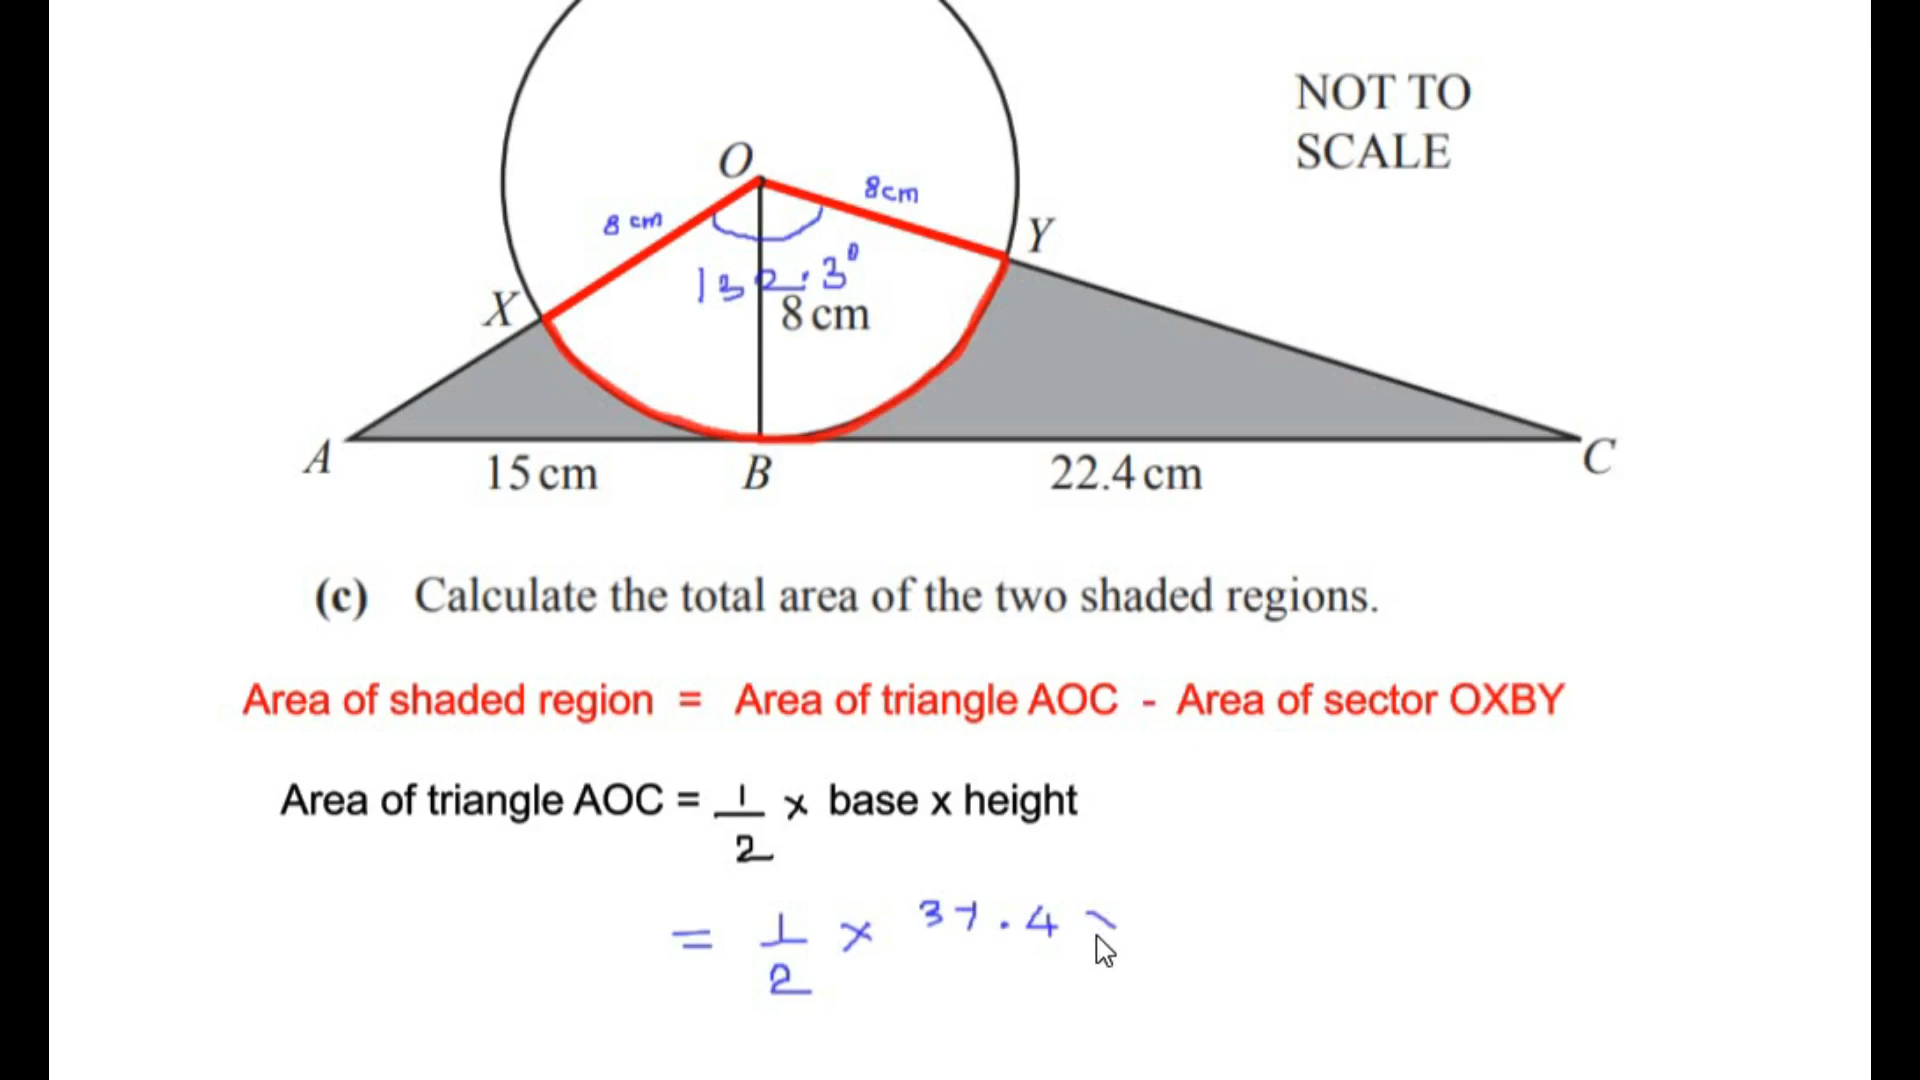 NOT TO
SCALE
O
8cm
8 cm
Y
132.3°
X
8 cm
A
15 cm
B
22.4 cm
C
(c) Calculate the total area of the two shaded regions.
Area of shaded region = Area of triangle AOC - Area of sector OXBY
Area of triangle AOC = 1/2 × base x height
= 1/2 × 37.4